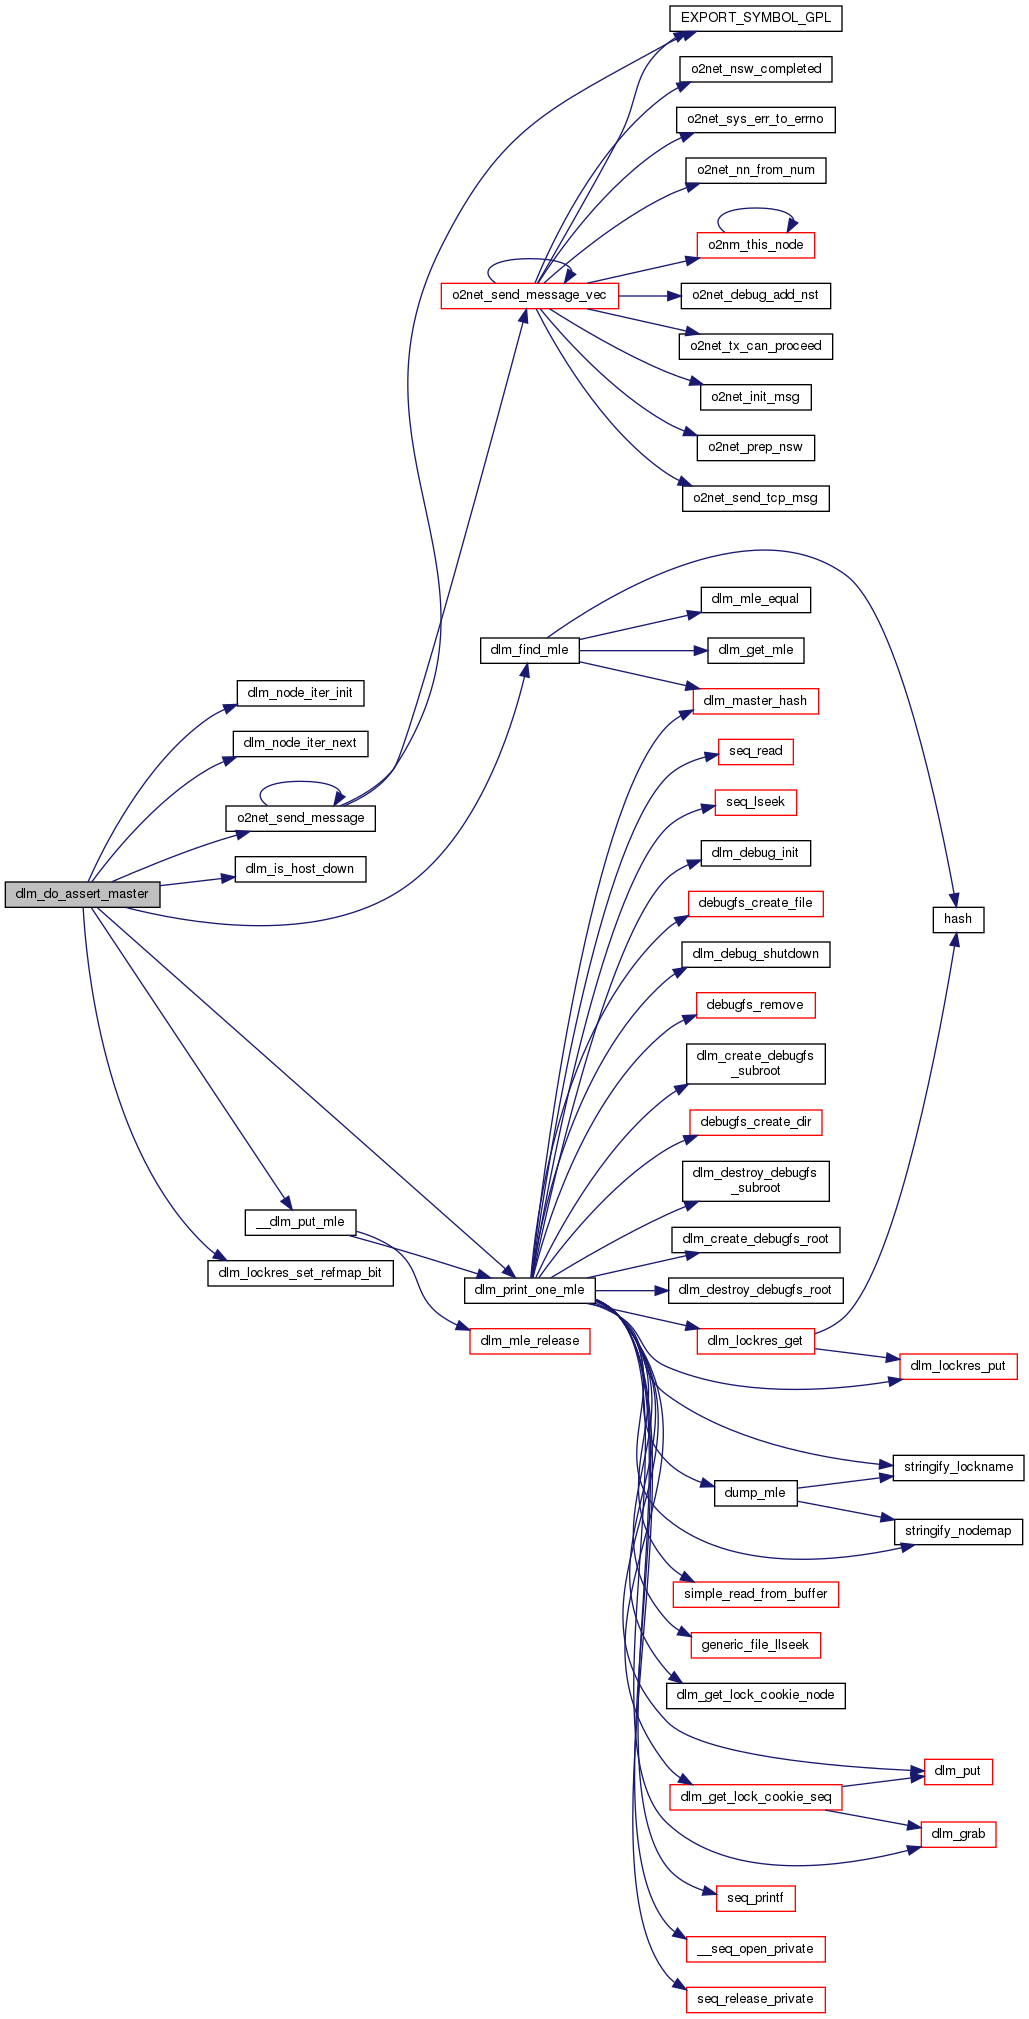 EXPORT_SYMBOL_GPL
o2net_nsw_completed
o2net_sys_err_to_errno
o2net_nn_from_num
o2nm_this_node
o2net_send_message_vec
o2net_debug_add_nst
o2net_tx_can_proceed
o2net_init_msg
o2net_prep_nsw
o2net_send_tcp_msg
dlm_mle_equal
dlm_find_mle
dlm_get_mle
dlm_node_iter_init
dlm_master_hash
dlm_node_iter_next
seq_read
o2net_send_message
seq_lseek
dlm_debug_init
dlm_is_host_down
dlm_do_assert_master
debugfs_create_file
hash
dlm_debug_shutdown
debugfs_remove
dlm_create_debugfs
_subroot
debugfs_create_dir
dlm_destroy_debugfs
_subroot
__dlm_put_mle
dlm_create_debugfs_root
dlm_lockres_set_refmap_bit
dlm_print_one_mle
dlm_destroy_debugfs_root
dlm_mle_release
dlm_lockres_get
dlm_lockres_put
stringify_lockname
dump_mle
stringify_nodemap
simple_read_from_buffer
generic_file_llseek
dlm_get_lock_cookie_node
dlm_put
dlm_get_lock_cookie_seq
dlm_grab
seq_printf
__seq_open_private
seq_release_private